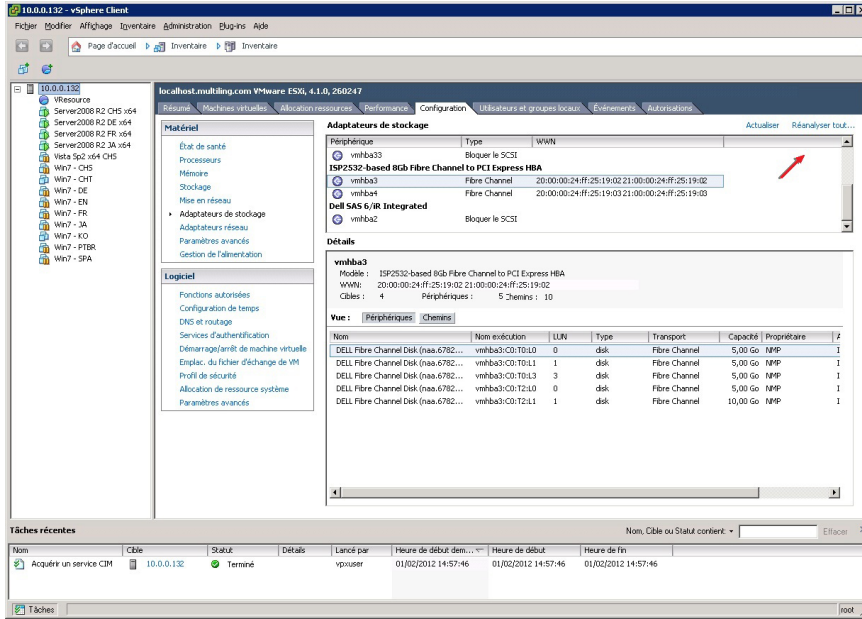 10.0.0.132 - vSphere Client
Fichier Modifier Affichage Inventaire Administration Plug-ins Aide
Page d'accueil Inventaire Inventaire
10.0.0.132
VResource
Server2008 R2 CHS x64
Server2008 R2 DE x64
Server2008 R2 FR x64
Server2008 R2 JA x64
Vista Sp2 x64 CHS
Win7 - CHS
Win7 - CHT
Win7 - DE
Win7 - EN
Win7 - FR
Win7 - JA
Win7 - KO
Win7 - PTBR
Win7 - SPA
localhost.multiling.com VMware ESXi, 4.1.0, 260247
Résumé Machines virtuelles Allocation ressources Performance Configuration Utilisateurs et groupes locaux Événements Autorisations
Matériel
État de santé
Processeurs
Mémoire
Stockage
Mise en réseau
Adaptateurs de stockage
Adaptateurs réseau
Paramètres avancés
Gestion de l'alimentation
Logiciel
Fonctions autorisées
Configuration de temps
DNS et routage
Services d'authentification
Démarrage/arrêt de machine virtuelle
Emplac. du fichier d'échange de VM
Profil de sécurité
Allocation de ressource système
Paramètres avancés
Adaptateurs de stockage Actualiser Réanalyser tout...
Périphérique Type WWN
vmhba33 Bloquer le SCSI
ISP2532-based 8Gb Fibre Channel to PCI Express HBA
vmhba3 Fibre Channel 20:00:00:24:ff:25:19:02 21:00:00:24:ff:25:19:02
vmhba4 Fibre Channel 20:00:00:24:ff:25:19:03 21:00:00:24:ff:25:19:03
Dell SAS 6/iR Integrated
vmhba2 Bloquer le SCSI
Détails
vmhba3
Modèle : ISP2532-based 8Gb Fibre Channel to PCI Express HBA
WWN: 20:00:00:24:ff:25:19:02 21:00:00:24:ff:25:19:02
Cibles : 4 Périphériques : 5 Chemins : 10
Vue : Périphériques Chemins
Nom Nom exécution LUN Type Transport Capacité Propriétaire A
DELL Fibre Channel Disk (naa.6782... vmhba3:C0:T0:L0 0 disk Fibre Channel 5,00 Go NMP I
DELL Fibre Channel Disk (naa.6782... vmhba3:C0:T0:L1 1 disk Fibre Channel 5,00 Go NMP I
DELL Fibre Channel Disk (naa.6782... vmhba3:C0:T0:L3 3 disk Fibre Channel 5,00 Go NMP I
DELL Fibre Channel Disk (naa.6782... vmhba3:C0:T2:L0 0 disk Fibre Channel 5,00 Go NMP I
DELL Fibre Channel Disk (naa.6782... vmhba3:C0:T2:L1 1 disk Fibre Channel 10,00 Go NMP I
Tâches récentes Nom, Cible ou Statut contient: Effacer
Nom Cible Statut Détails Lancé par Heure de début dem... Heure de début Heure de fin
Acquérir un service CIM 10.0.0.132 Terminé vpxuser 01/02/2012 14:57:46 01/02/2012 14:57:46 01/02/2012 14:57:46
Tâches root